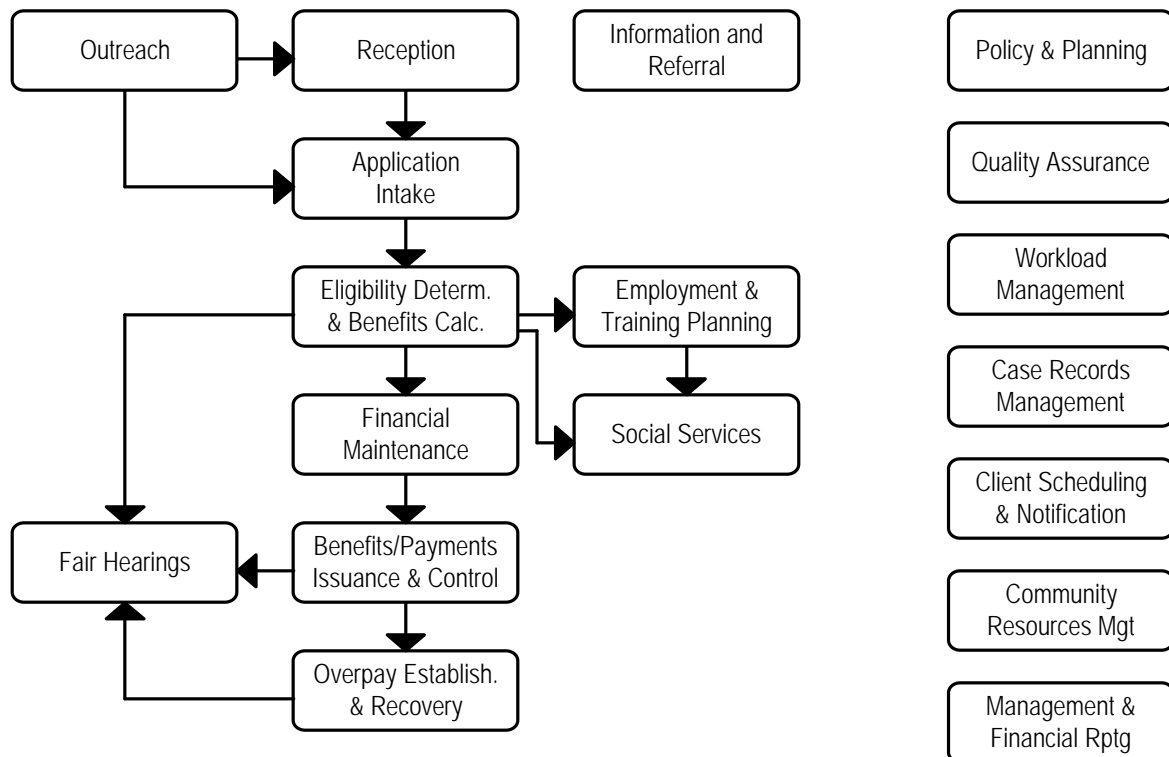 Outreach
Reception
Information and
Referral
Policy & Planning
Application
Intake
Quality Assurance
Eligibility Determ.
& Benefits Calc.
Employment &
Training Planning
Workload
Management
Financial
Maintenance
Social Services
Case Records
Management
Client Scheduling
& Notification
Fair Hearings
Benefits/Payments
Issuance & Control
Community
Resources Mgt
Overpay Establish.
& Recovery
Management &
Financial Rptg